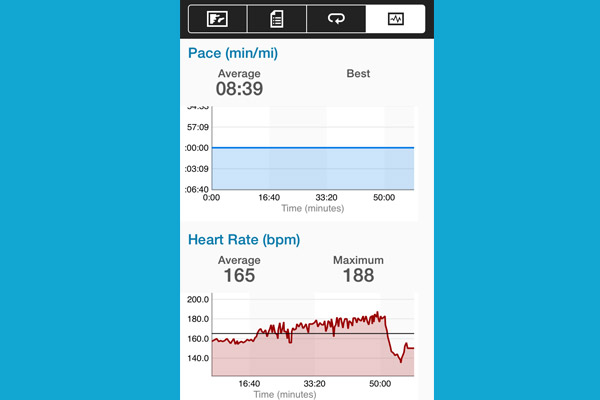 Pace (min/mi)
Average Best
08:39
54:33
57:09
:00:00
:03:09
:06:40
0:00 16:40 33:20 50:00
Time (minutes)
Heart Rate (bpm)
Average Maximum
165 188
200.0
180.0
160.0
140.0
16:40 33:20 50:00
Time (minutes)